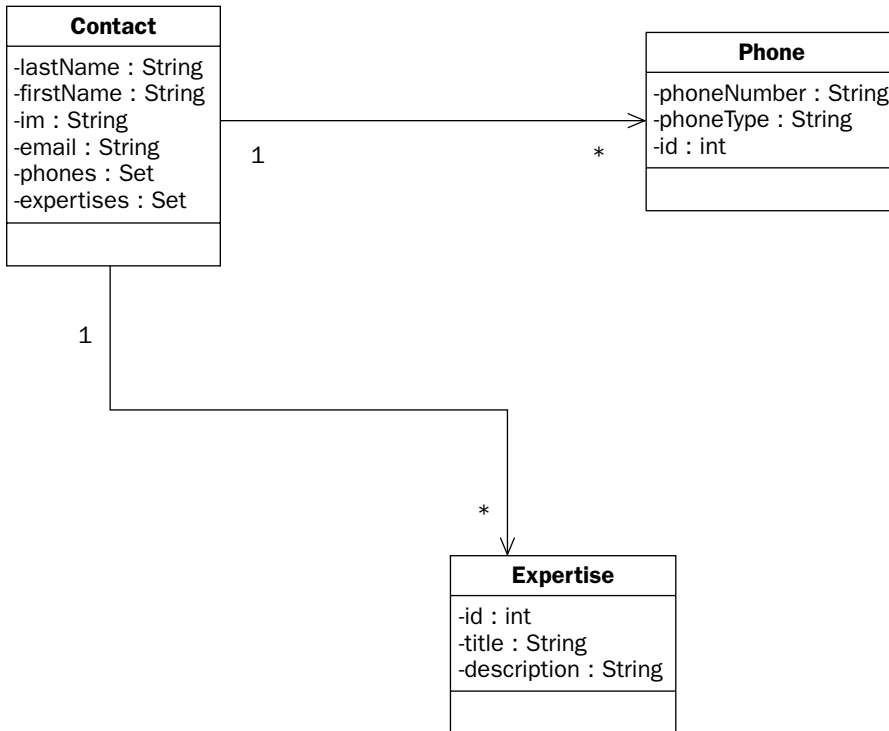 Contact
-lastName : String
-firstName : String
-im : String
-email : String
-phones : Set
-expertises : Set
1
*
Phone
-phoneNumber : String
-phoneType : String
-id : int
1
*
Expertise
-id : int
-title : String
-description : String